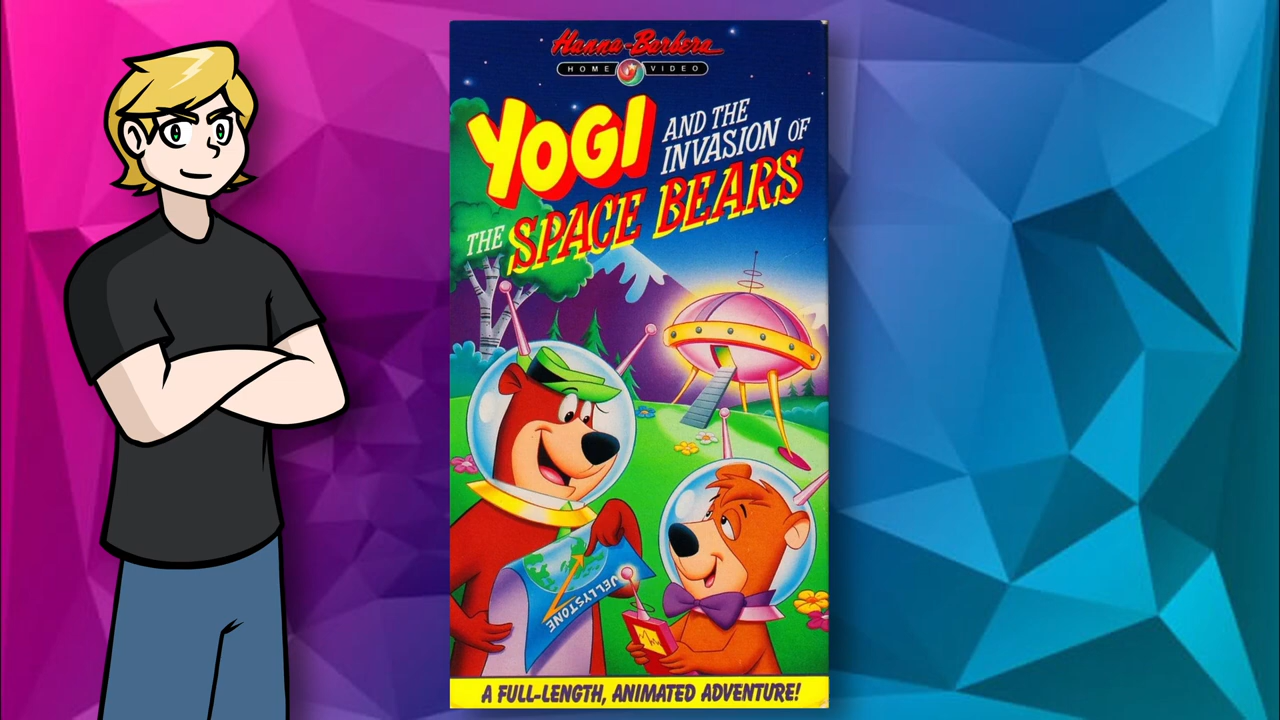 Hanna-Barbera
HOME VIDEO
YOGI AND THE
INVASION OF
THE SPACE BEARS
JELLYSTONE
A FULL-LENGTH, ANIMATED ADVENTURE!